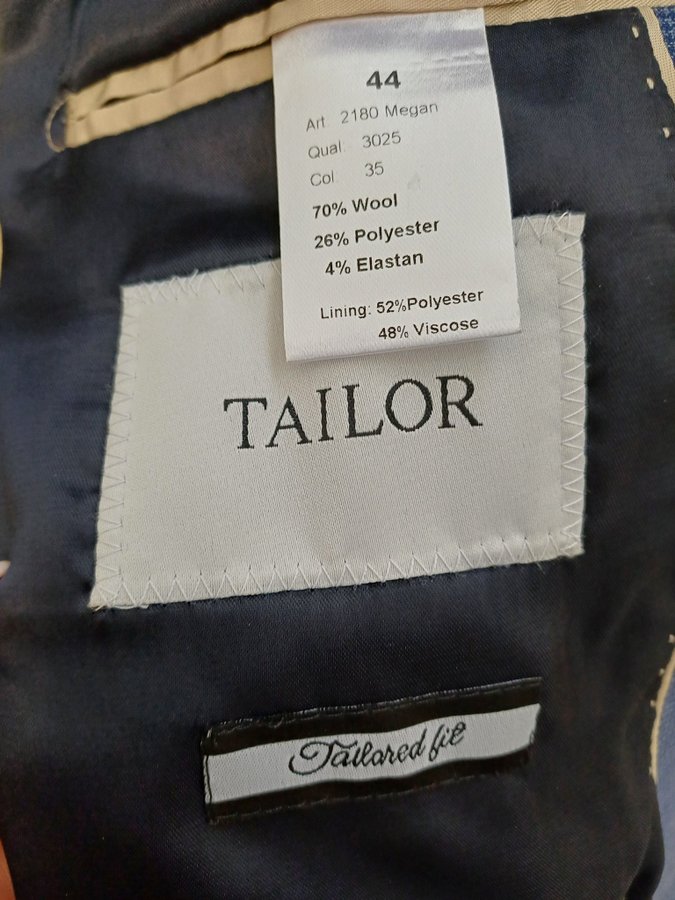 44
Art. 2180 Megan
Qual. 3025
Col. 35
70% Wool
26% Polyester
4% Elastan
Lining: 52%Polyester
48% Viscose
TAILOR
Tailored fit